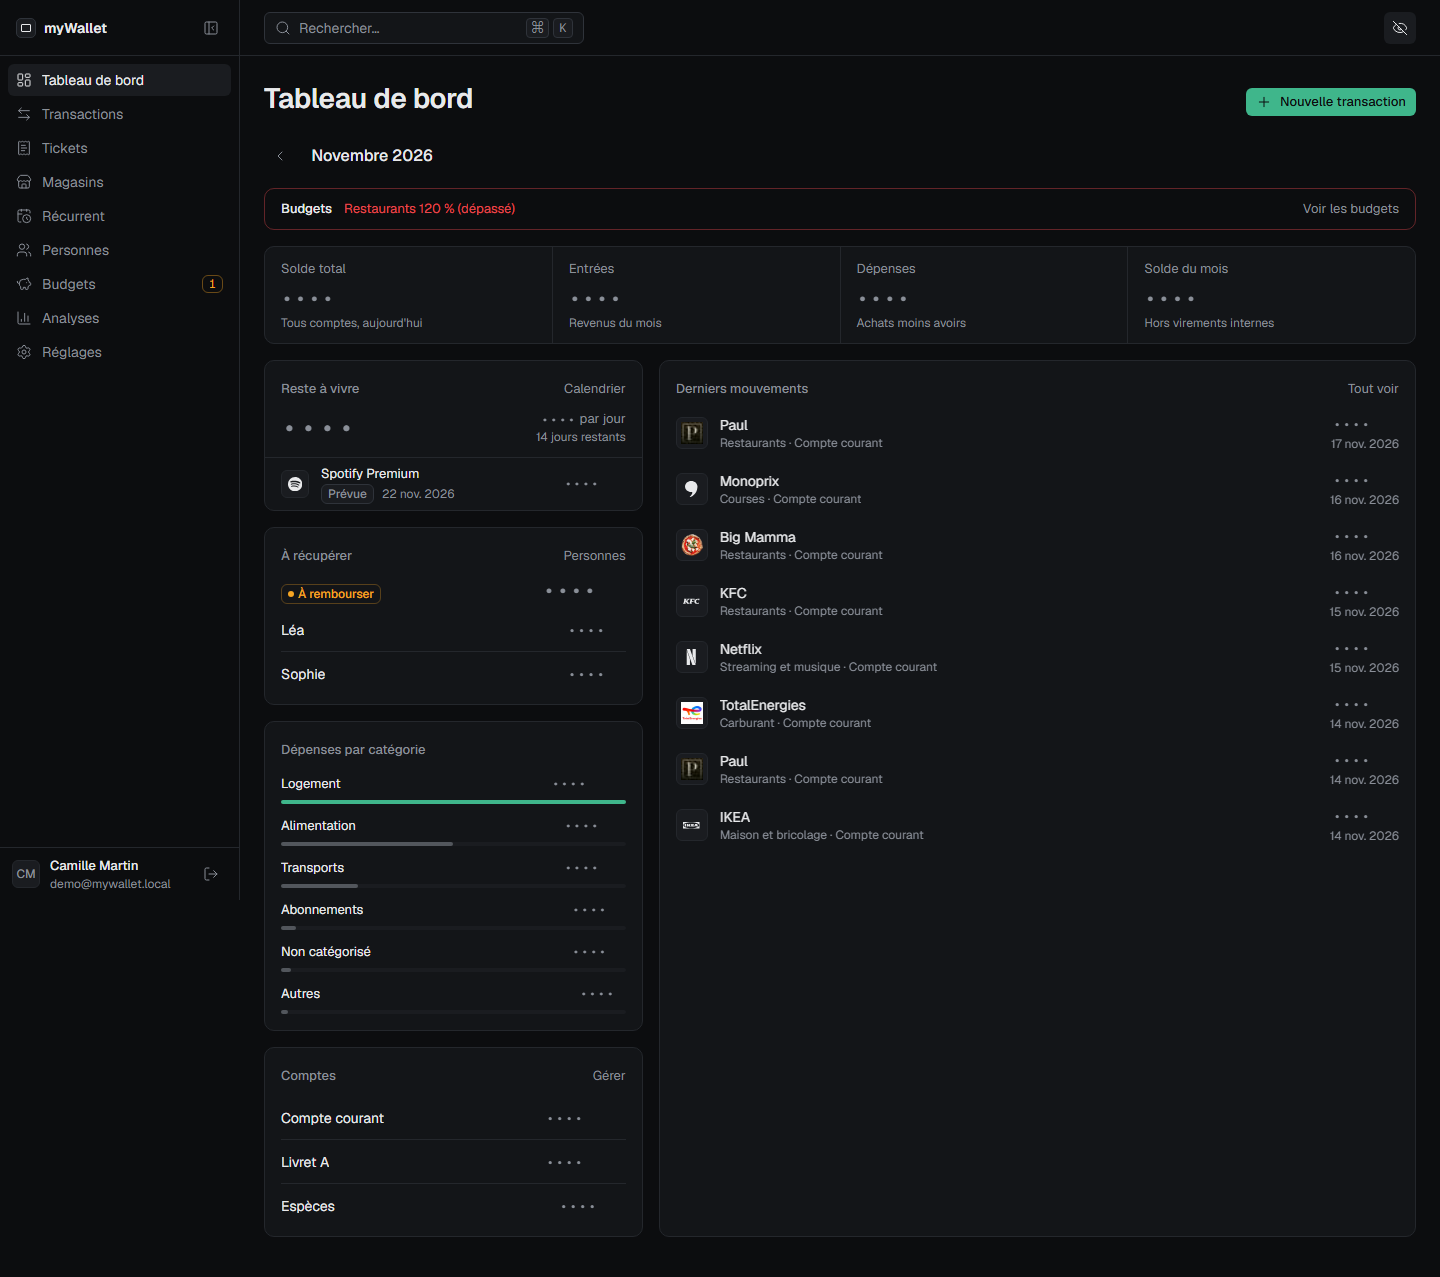 myWallet
Rechercher...
⌘ K
Tableau de bord
Transactions
Tickets
Magasins
Récurrent
Personnes
Budgets 1
Analyses
Réglages
Camille Martin
CM
demo@mywallet.local
Tableau de bord
Nouvelle transaction
Novembre 2026
Budgets Restaurants 120 % (dépassé) Voir les budgets
Solde total
••••
Tous comptes, aujourd'hui
Entrées
••••
Revenus du mois
Dépenses
••••
Achats moins avoirs
Solde du mois
••••
Hors virements internes
Reste à vivre Calendrier
•••• •••• par jour
14 jours restants
Spotify Premium ••••
Prévue 22 nov. 2026
À récupérer Personnes
À rembourser ••••
Léa ••••
Sophie ••••
Dépenses par catégorie
Logement ••••
Alimentation ••••
Transports ••••
Abonnements ••••
Non catégorisé ••••
Autres ••••
Comptes Gérer
Compte courant ••••
Livret A ••••
Espèces ••••
Derniers mouvements Tout voir
P
Paul ••••
Restaurants · Compte courant 17 nov. 2026
Monoprix ••••
Courses · Compte courant 16 nov. 2026
Big Mamma ••••
Restaurants · Compte courant 16 nov. 2026
KFC
KFC ••••
Restaurants · Compte courant 15 nov. 2026
N
Netflix ••••
Streaming et musique · Compte courant 15 nov. 2026
TotalEnergies ••••
Carburant · Compte courant 14 nov. 2026
P
Paul ••••
Restaurants · Compte courant 14 nov. 2026
IKEA
IKEA ••••
Maison et bricolage · Compte courant 14 nov. 2026